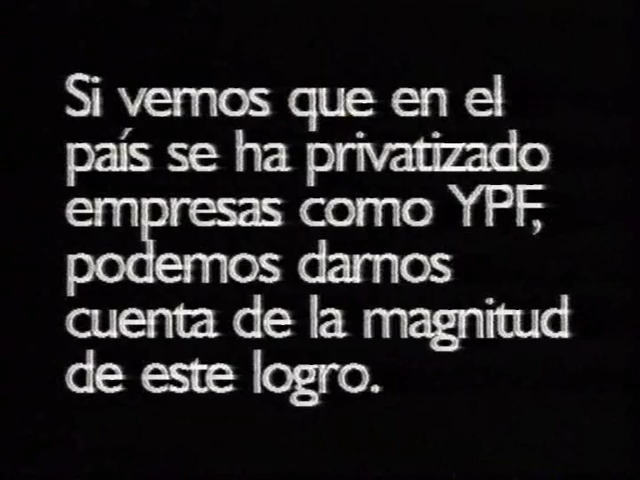 Si vemos que en el
país se ha privatizado
empresas como YPF,
podemos darnos
cuenta de la magnitud
de este logro.